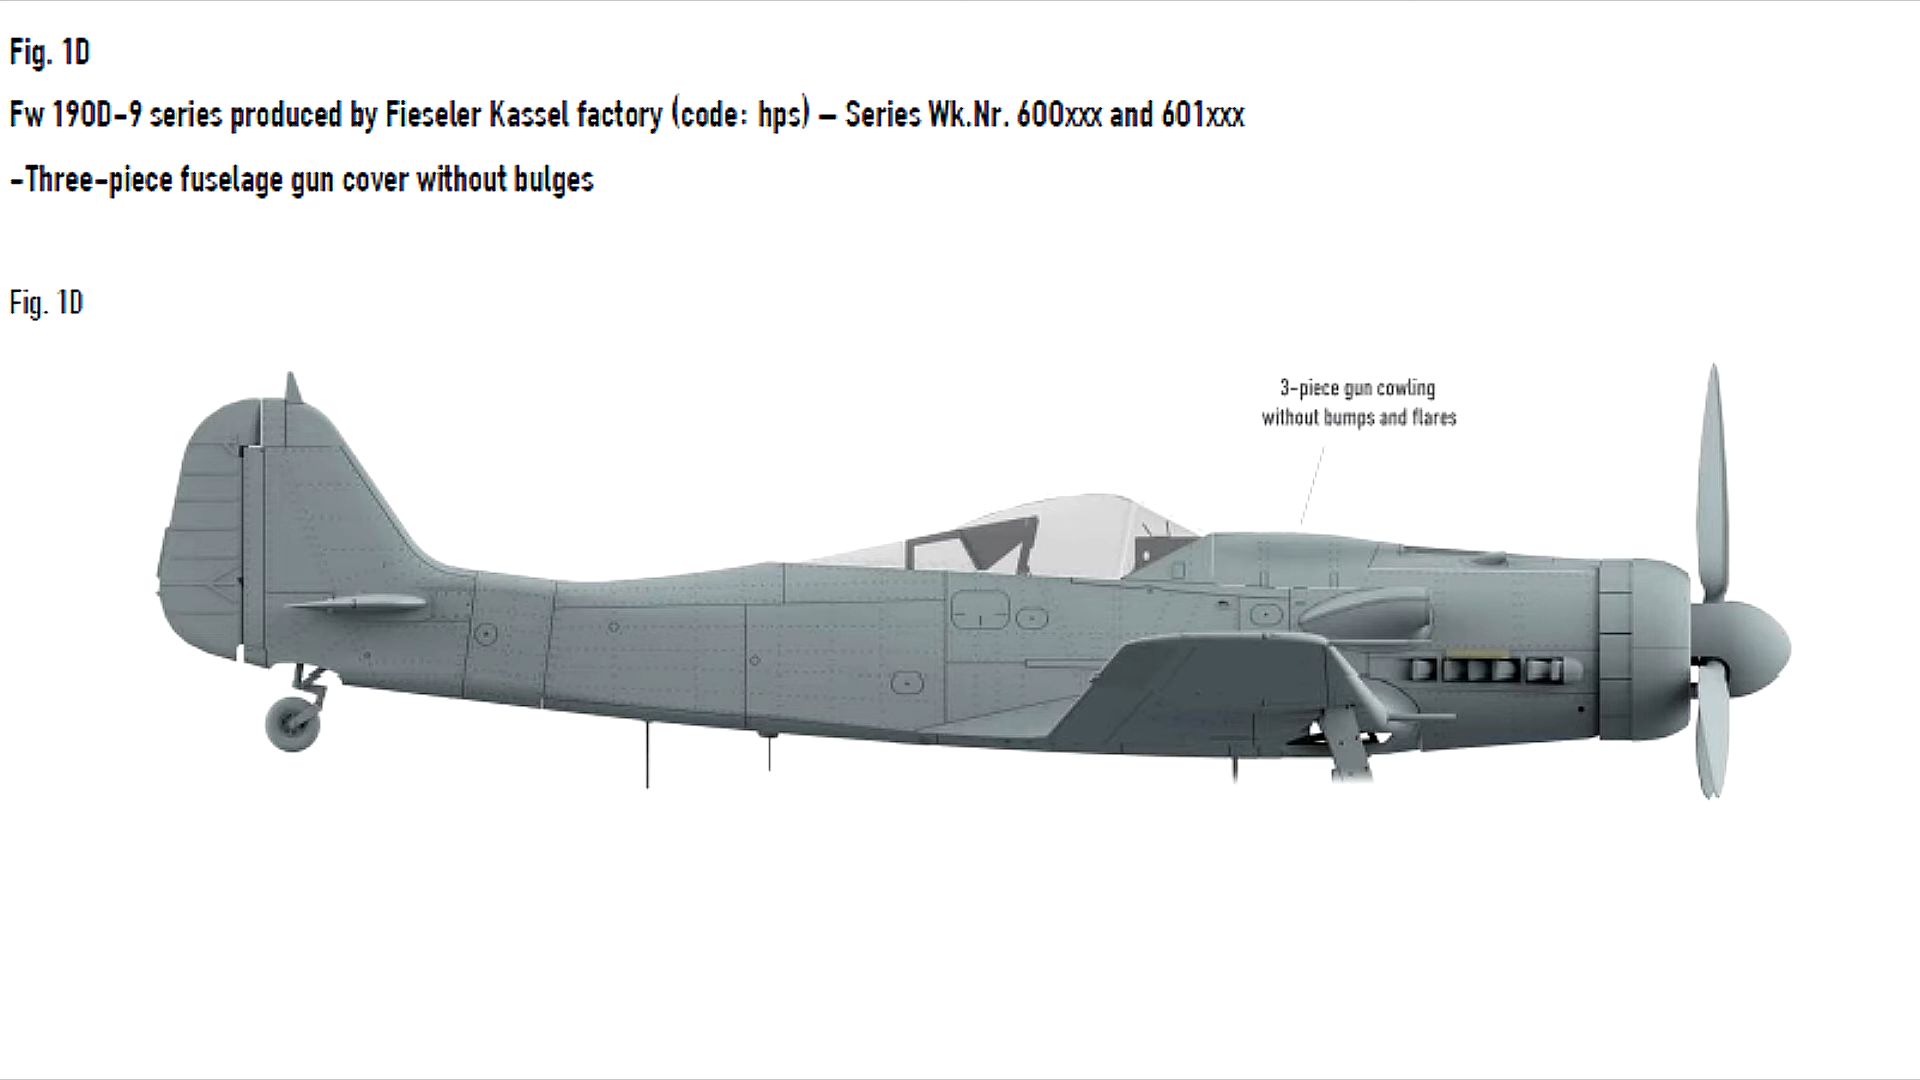 Fig. 1D
Fw 190D-9 series produced by Fieseler Kassel factory (code: hps) – Series Wk.Nr. 600xxx and 601xxx
-Three-piece fuselage gun cover without bulges
Fig. 1D
3-piece gun cowling
without bumps and flares